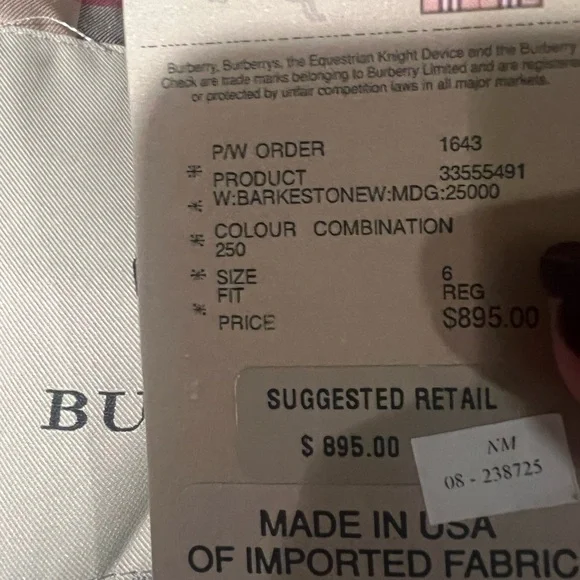 Burberry, Burberrys, the Equestrian Knight Device and the Burberry
Check are trade marks belonging to Burberry Limited and are registered
or protected by unfair competition laws in all major markets.
P/W ORDER 1643
* PRODUCT 33555491
* W:BARKESTONEW:MDG:25000
* COLOUR COMBINATION
250
* SIZE 6
FIT REG
* PRICE $895.00
BU
SUGGESTED RETAIL
$ 895.00
NM
08 - 238725
MADE IN USA
OF IMPORTED FABRIC